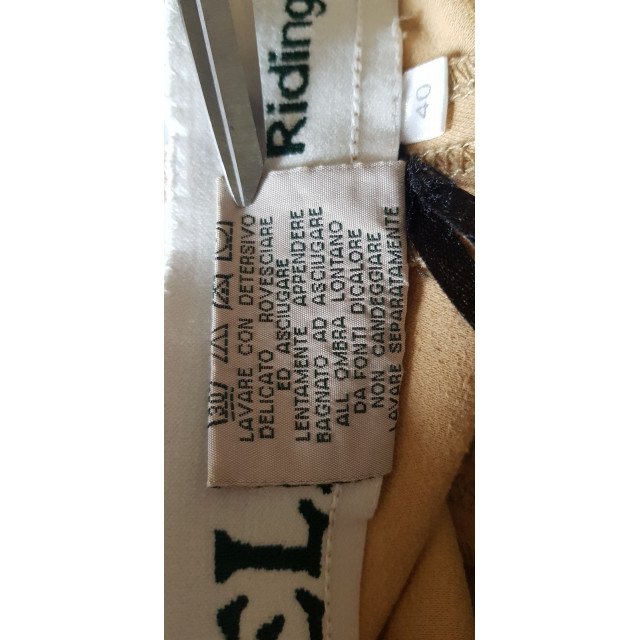 Riding
40
30
LAVARE CON DETERSIVO
DELICATO ROVESCIARE
ED ASCIUGARE
LENTAMENTE APPENDERE
BAGNATO AD ASCIUGARE
ALL OMBRA LONTANO
DA FONTI DICALORE
NON CANDEGGIARE
LAVARE SEPARATAMENTE
EL